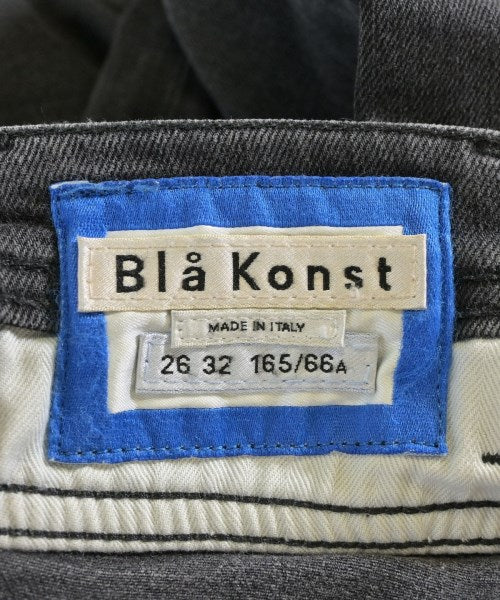 Blå Konst
MADE IN ITALY
26 32 165/66A